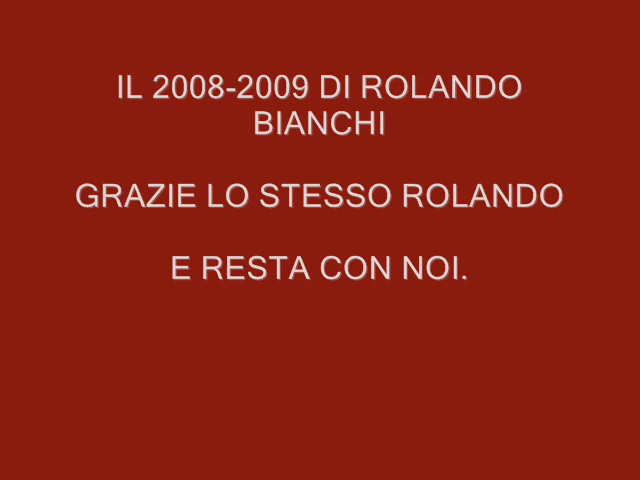 IL 2008-2009 DI ROLANDO
BIANCHI
GRAZIE LO STESSO ROLANDO
E RESTA CON NOI.